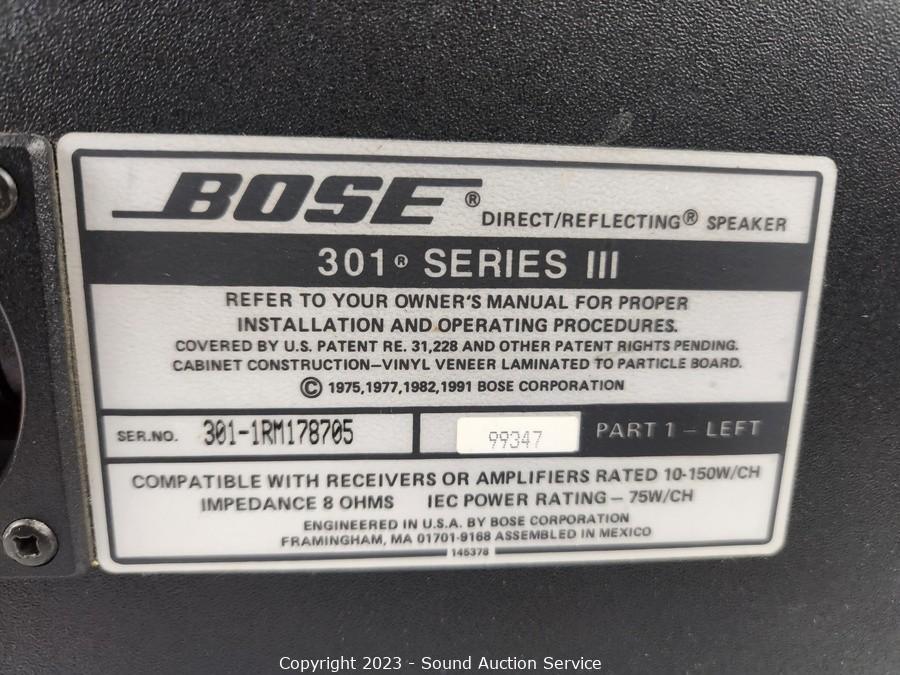 BOSE® DIRECT/REFLECTING® SPEAKER
301® SERIES III
REFER TO YOUR OWNER'S MANUAL FOR PROPER
INSTALLATION AND OPERATING PROCEDURES.
COVERED BY U.S. PATENT RE. 31,228 AND OTHER PATENT RIGHTS PENDING.
CABINET CONSTRUCTION—VINYL VENEER LAMINATED TO PARTICLE BOARD.
© 1975,1977,1982,1991 BOSE CORPORATION
SER.NO. 301-1RM178705 99347 PART 1 – LEFT
COMPATIBLE WITH RECEIVERS OR AMPLIFIERS RATED 10-150W/CH
IMPEDANCE 8 OHMS IEC POWER RATING – 75W/CH
ENGINEERED IN U.S.A. BY BOSE CORPORATION
FRAMINGHAM, MA 01701-9168 ASSEMBLED IN MEXICO
145378
Copyright 2023 - Sound Auction Service